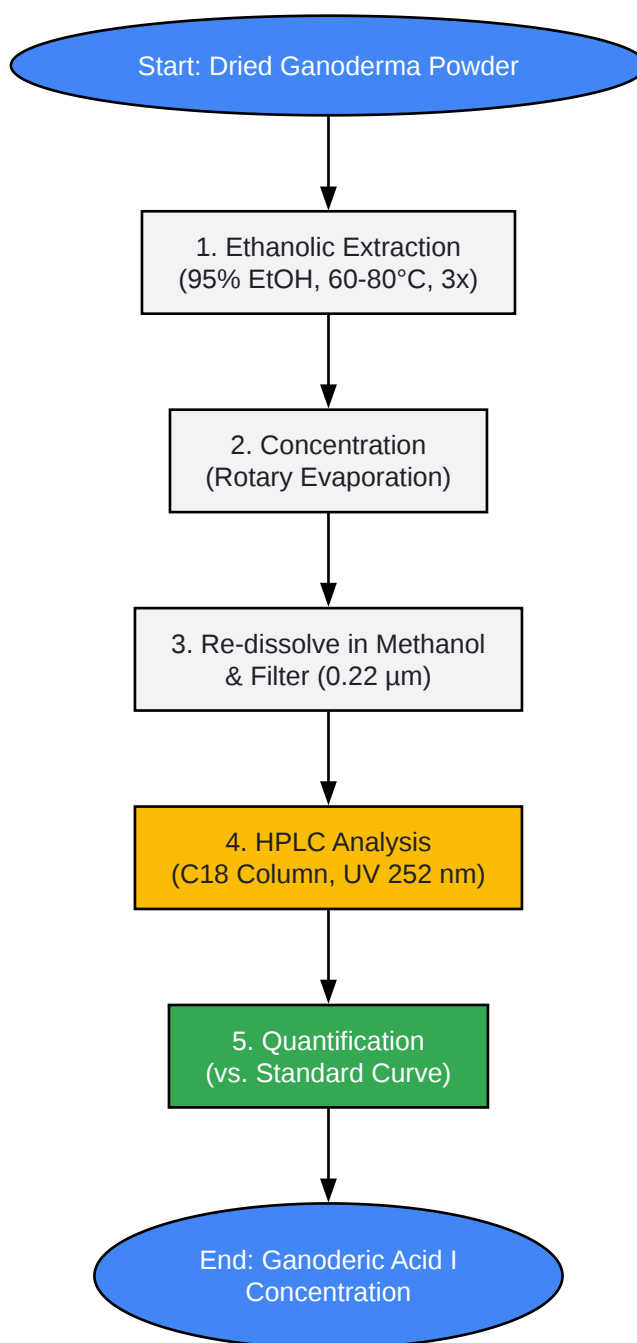 Start: Dried Ganoderma Powder
1. Ethanolic Extraction
(95% EtOH, 60-80°C, 3x)
2. Concentration
(Rotary Evaporation)
3. Re-dissolve in Methanol
& Filter (0.22 µm)
4. HPLC Analysis
(C18 Column, UV 252 nm)
5. Quantification
(vs. Standard Curve)
End: Ganoderic Acid I
Concentration